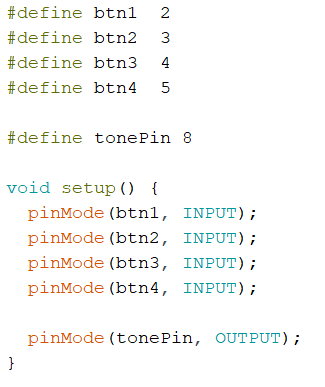 #define btn1  2
#define btn2  3
#define btn3  4
#define btn4  5

#define tonePin 8

void setup() {
  pinMode(btn1, INPUT);
  pinMode(btn2, INPUT);
  pinMode(btn3, INPUT);
  pinMode(btn4, INPUT);

  pinMode(tonePin, OUTPUT);
}